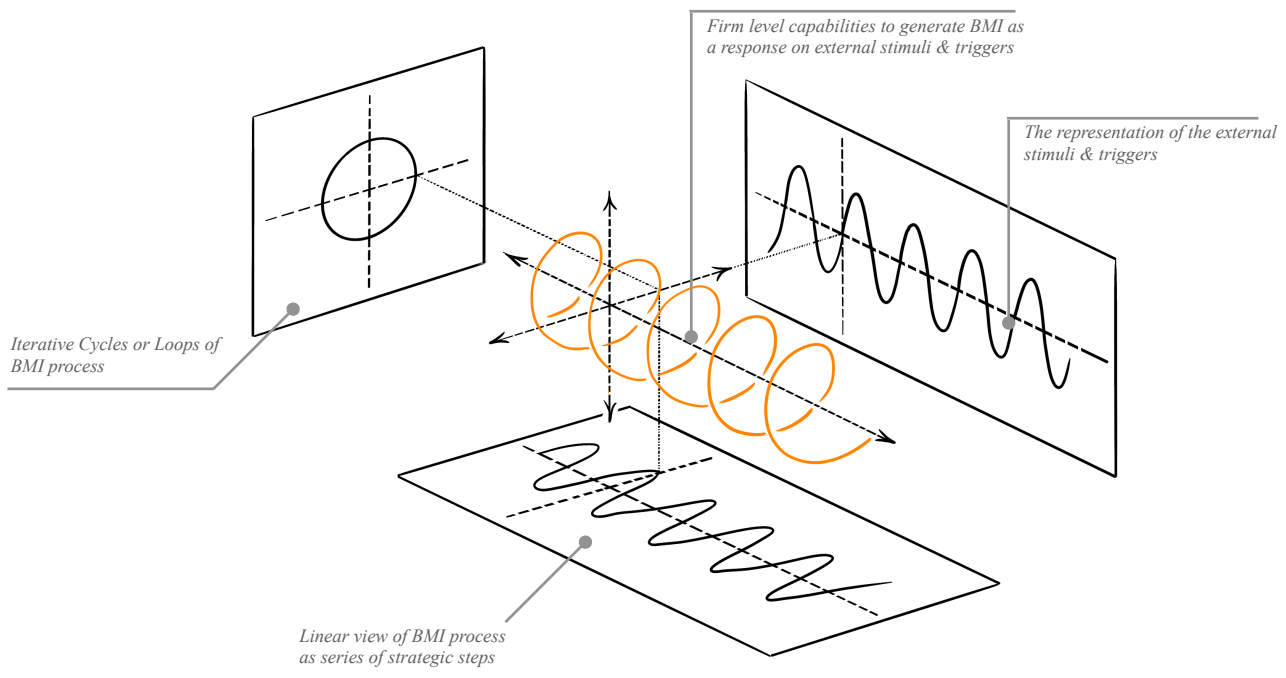 Firm level capabilities to generate BMI as
a response on external stimuli & triggers
The representation of the external
stimuli & triggers
Iterative Cycles or Loops of
BMI process
Linear view of BMI process
as series of strategic steps